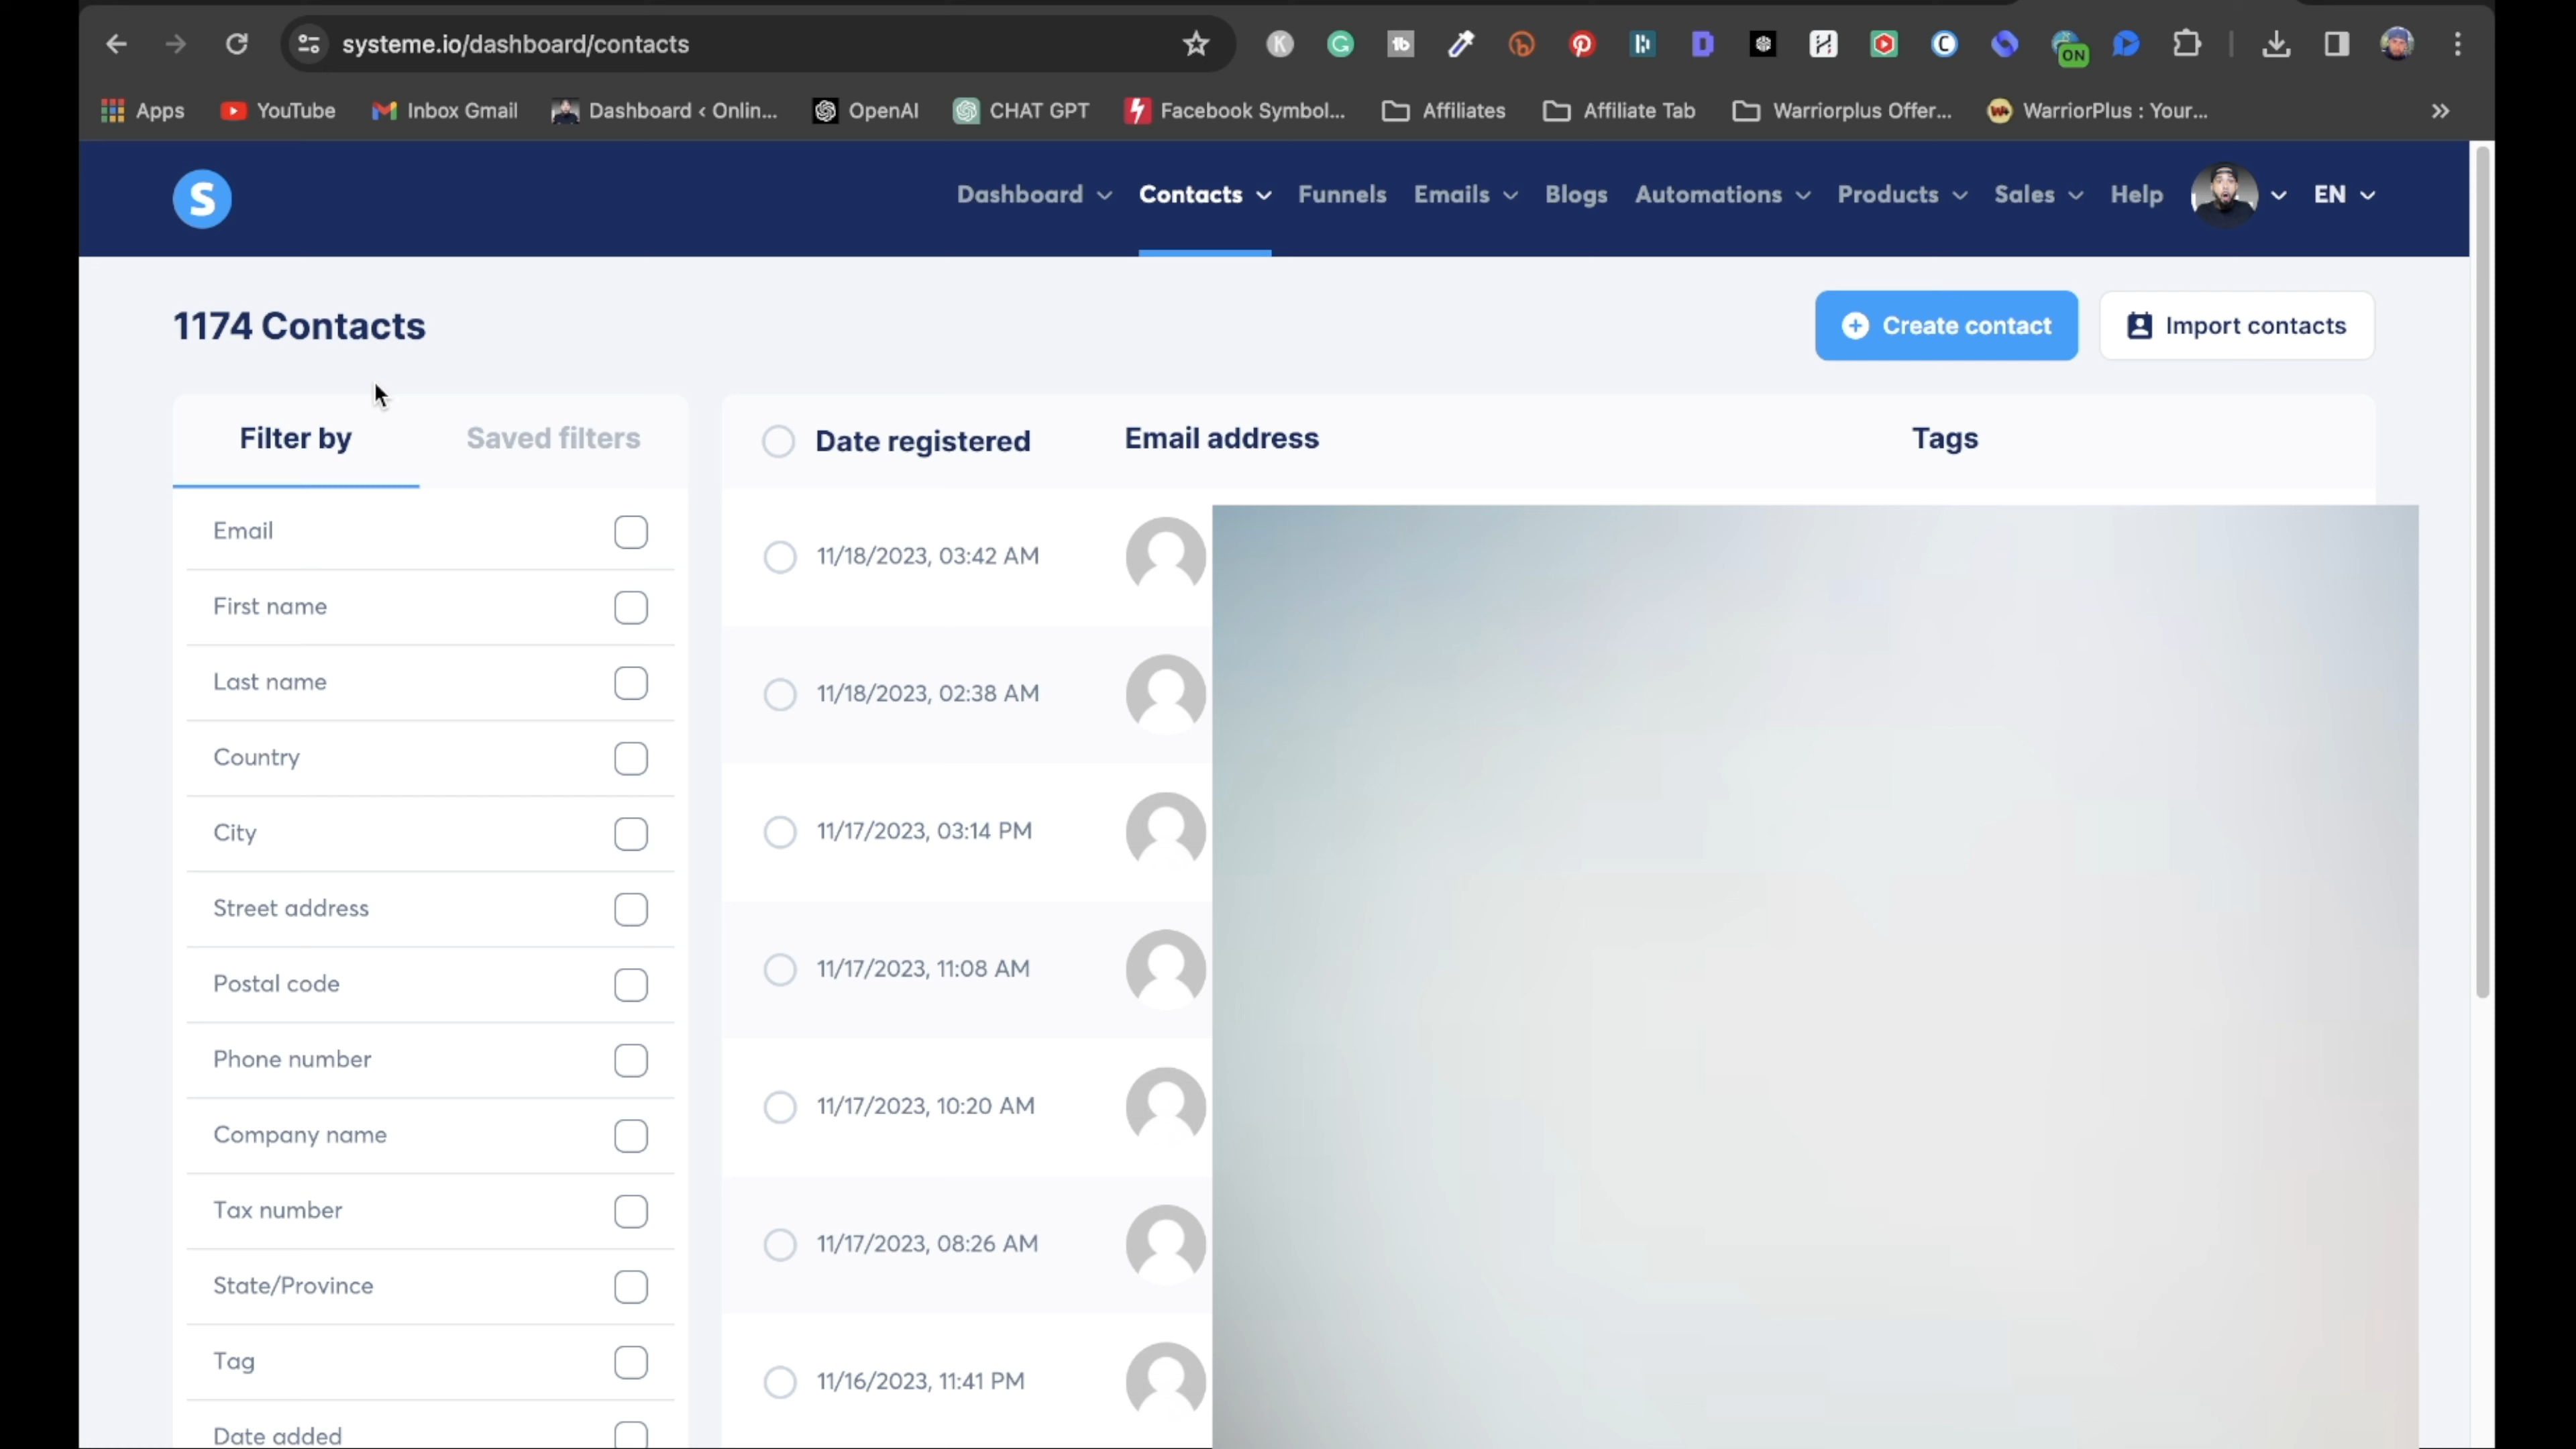 systeme.io/dashboard/contacts
ON
Apps YouTube Inbox Gmail Dashboard ‹ Onlin... OpenAI CHAT GPT Facebook Symbol... Affiliates Affiliate Tab Warriorplus Offer... WarriorPlus : Your...
S Dashboard Contacts Funnels Emails Blogs Automations Products Sales Help EN
1174 Contacts Create contact Import contacts
Filter by Saved filters Date registered Email address Tags
Email
11/18/2023, 03:42 AM
First name
Last name
11/18/2023, 02:38 AM
Country
City
11/17/2023, 03:14 PM
Street address
11/17/2023, 11:08 AM
Postal code
Phone number
11/17/2023, 10:20 AM
Company name
Tax number
11/17/2023, 08:26 AM
State/Province
Tag
11/16/2023, 11:41 PM
Date added